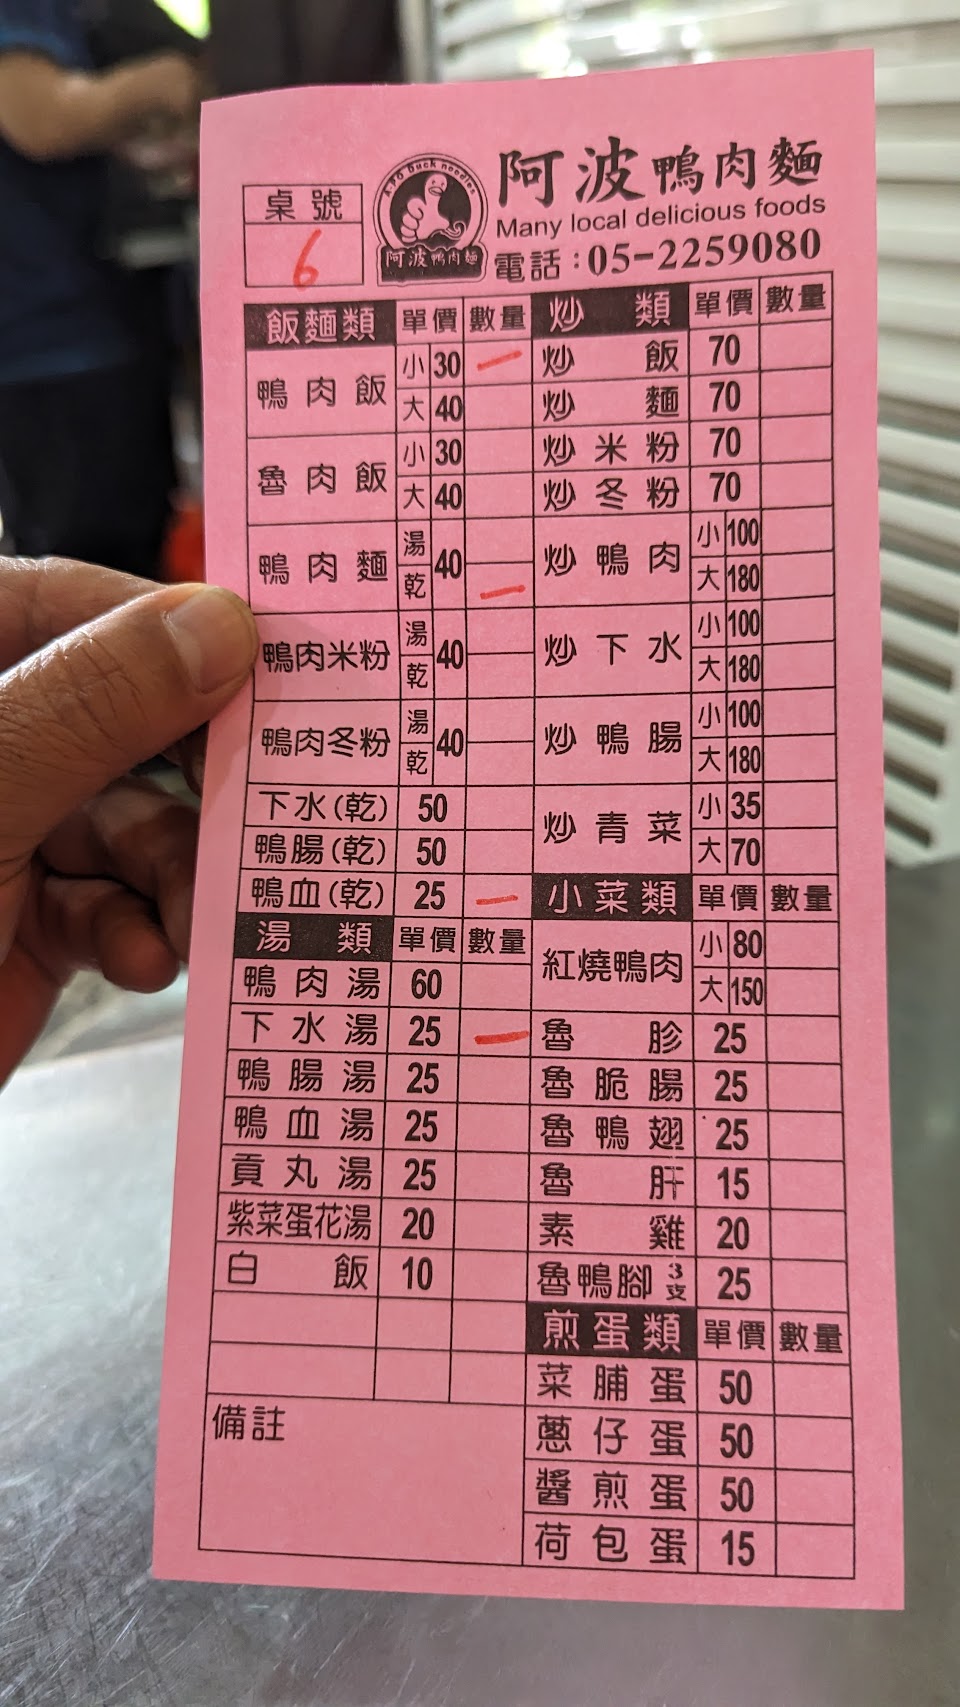 阿波鴨肉麵
Many local delicious foods
電話:05-2259080
A PO Duck noodles
阿波鴨肉麵
桌號
6
飯麵類 單價 數量
鴨肉飯 小 30 一
大 40
魯肉飯 小 30
大 40
鴨肉麵 湯 40
乾 一
鴨肉米粉 湯 40
乾
鴨肉冬粉 湯 40
乾
下水(乾) 50
鴨腸(乾) 50
鴨血(乾) 25 一
湯類 單價 數量
鴨肉湯 60
下水湯 25 一
鴨腸湯 25
鴨血湯 25
貢丸湯 25
紫菜蛋花湯 20
白飯 10
備註
炒類 單價 數量
炒飯 70
炒麵 70
炒米粉 70
炒冬粉 70
炒鴨肉 小 100
大 180
炒下水 小 100
大 180
炒鴨腸 小 100
大 180
炒青菜 小 35
大 70
小菜類 單價 數量
紅燒鴨肉 小 80
大 150
魯胗 25
魯脆腸 25
魯鴨翅 25
魯肝 15
素雞 20
魯鴨腳 3支 25
煎蛋類 單價 數量
菜脯蛋 50
蔥仔蛋 50
醬煎蛋 50
荷包蛋 15